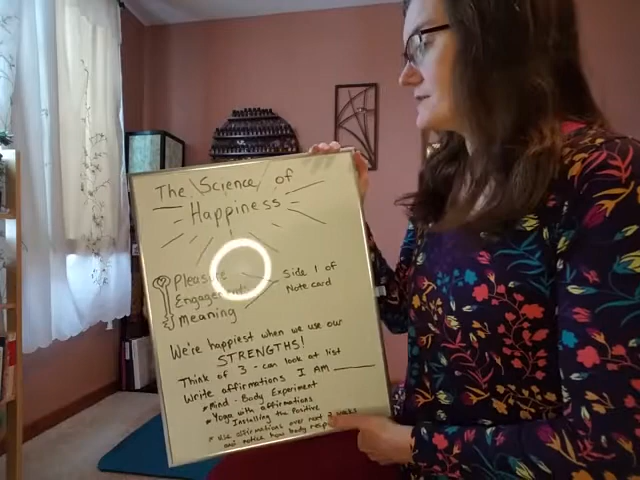 The Science of
Happiness
Pleasure
Engagement
Meaning
Side 1 of
Note card
We're happiest when we use our
STRENGTHS!
Think of 3 - can look at list
Write affirmations I AM ______
* Mind-Body Experiment
* Yoga with affirmations
Installing the Positive
* Use affirmations over next 2 weeks
and notice how body